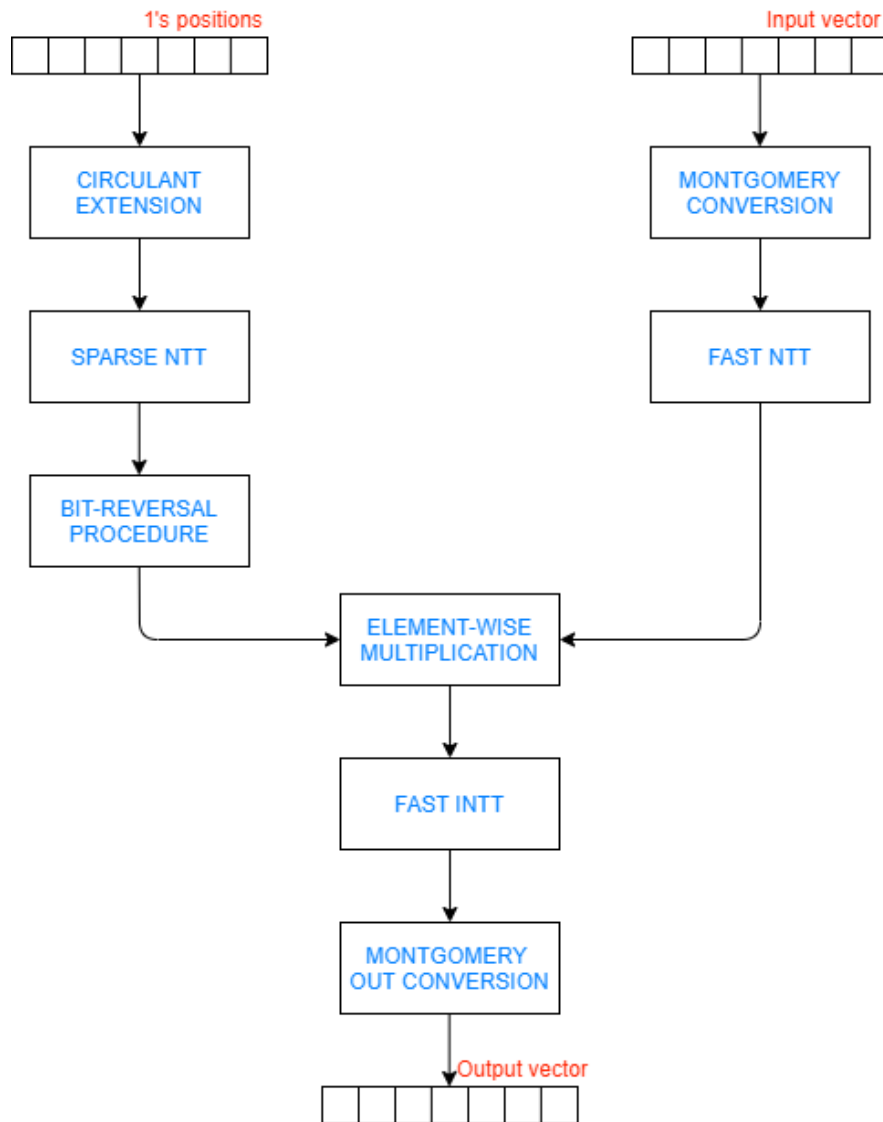 1's positions
Input vector
CIRCULANT
EXTENSION
MONTGOMERY
CONVERSION
SPARSE NTT
FAST NTT
BIT-REVERSAL
PROCEDURE
ELEMENT-WISE
MULTIPLICATION
FAST INTT
MONTGOMERY
OUT CONVERSION
Output vector